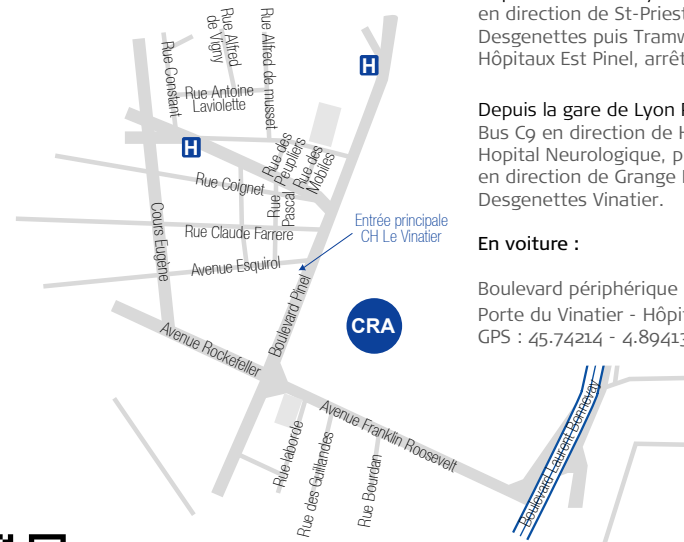 en direction de St-Priest
Desgenettes puis Tramw
Hôpitaux Est Pinel, arrêt
Depuis la gare de Lyon
Bus C9 en direction de H
Hopital Neurologique, p
en direction de Grange
Desgenettes Vinatier.
En voiture :
Boulevard périphérique
Porte du Vinatier - Hôpit
GPS : 45.74214 - 4.89413
Rue Constant
Rue Alfred
de Vigny
Rue Alfred de musset
Rue Antoine
Laviolette
H
H
Rue des
Peupliers
Rue des
Mobiles
Rue Coignet
Rue
Pascal
Rue Claude Farrere
Avenue Esquirol
Cours Eugène
Entrée principale
CH Le Vinatier
Boulevard Pinel
CRA
Avenue Rockefeller
Avenue Franklin Roosevelt
Rue laborde
Rue des Guillandes
Rue Bourdan
Boulevard Laurent Bonnevay